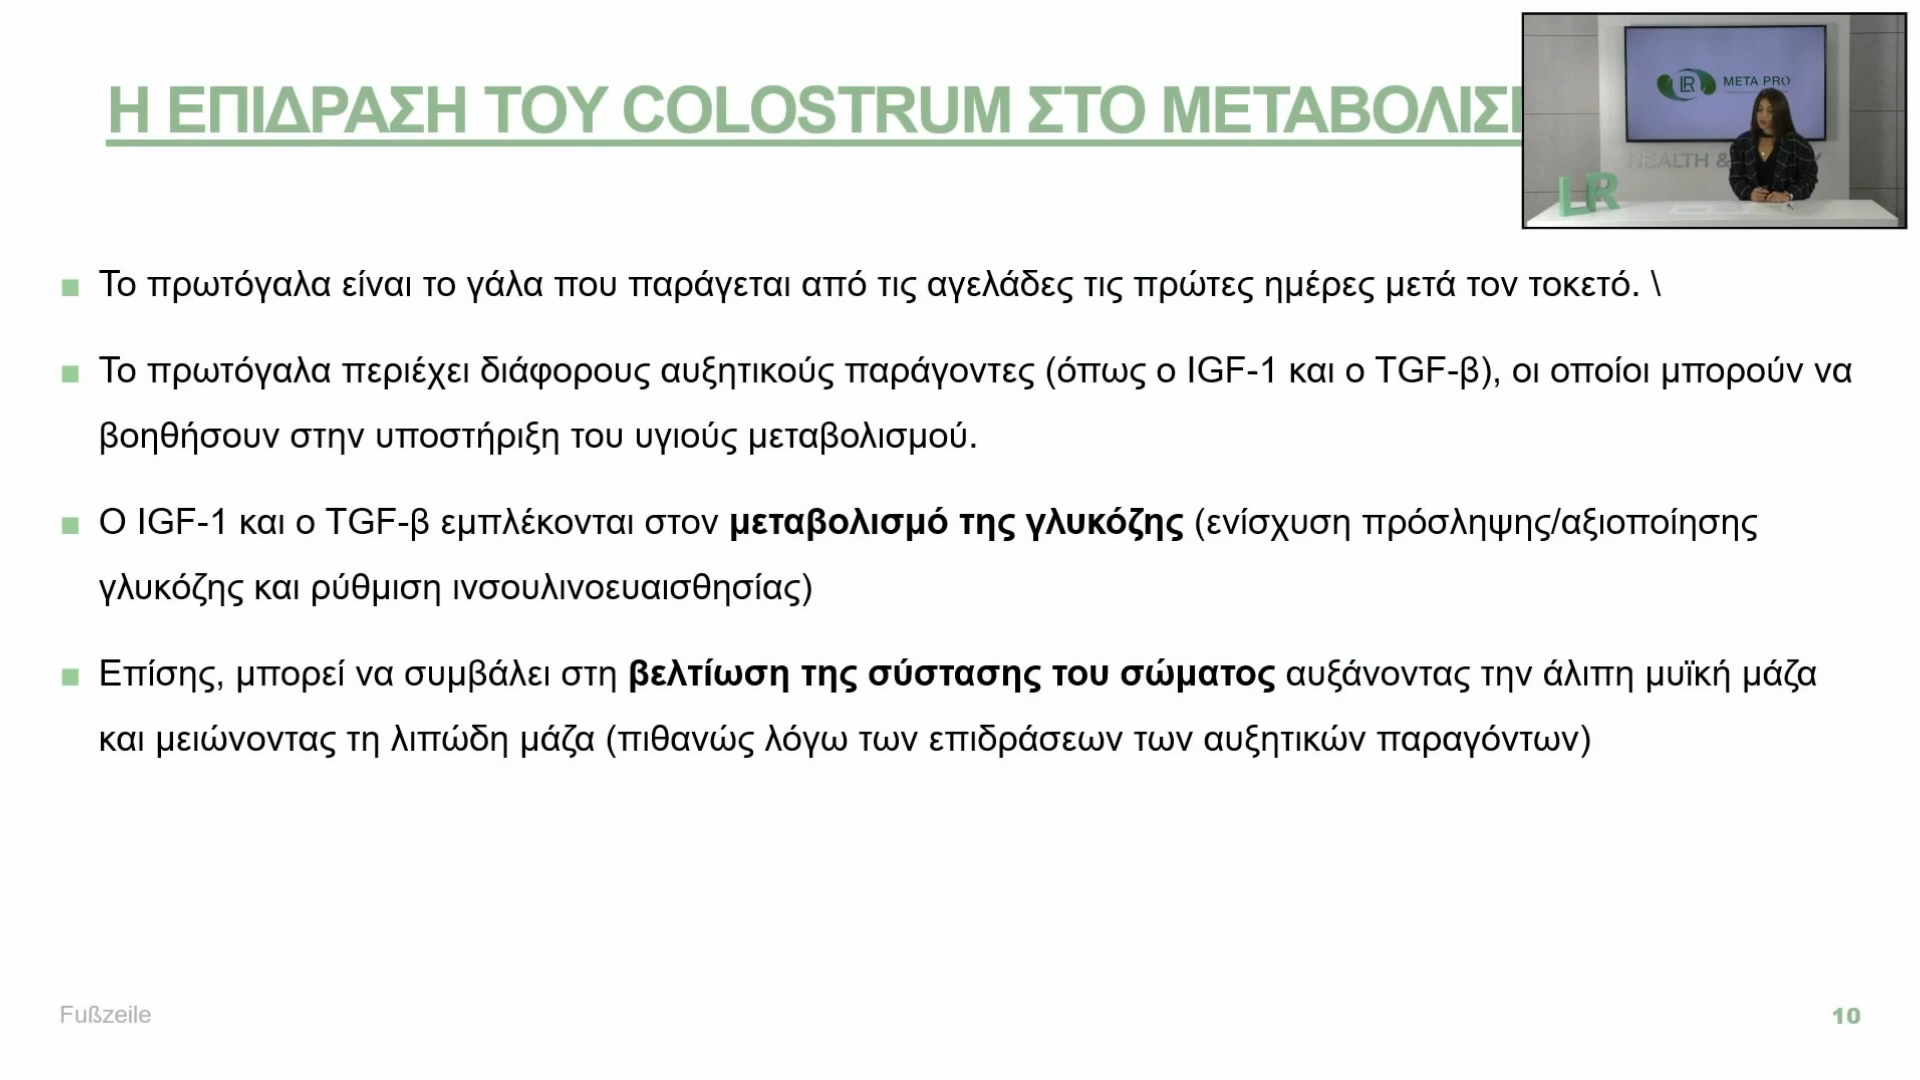 Η ΕΠΙΔΡΑΣΗ ΤΟΥ COLOSTRUM ΣΤΟ
META PRO
LR
HEALTH &
LR
Το πρωτόγαλα είναι το γάλα που παράγεται από τις αγελάδες τις πρώτες ημέρες μετά τον τοκετό. \
Το πρωτόγαλα περιέχει διάφορους αυξητικούς παράγοντες (όπως ο IGF-1 και ο TGF-β), οι οποίοι μπορούν να
βοηθήσουν στην υποστήριξη του υγιούς μεταβολισμού.
Ο IGF-1 και ο TGF-β εμπλέκονται στον μεταβολισμό της γλυκόζης (ενίσχυση πρόσληψης/αξιοποίησης
γλυκόζης και ρύθμιση ινσουλινοευαισθησίας)
Επίσης, μπορεί να συμβάλει στη βελτίωση της σύστασης του σώματος αυξάνοντας την άλιπη μυϊκή μάζα
και μειώνοντας τη λιπώδη μάζα (πιθανώς λόγω των επιδράσεων των αυξητικών παραγόντων)
Fußzeile
10